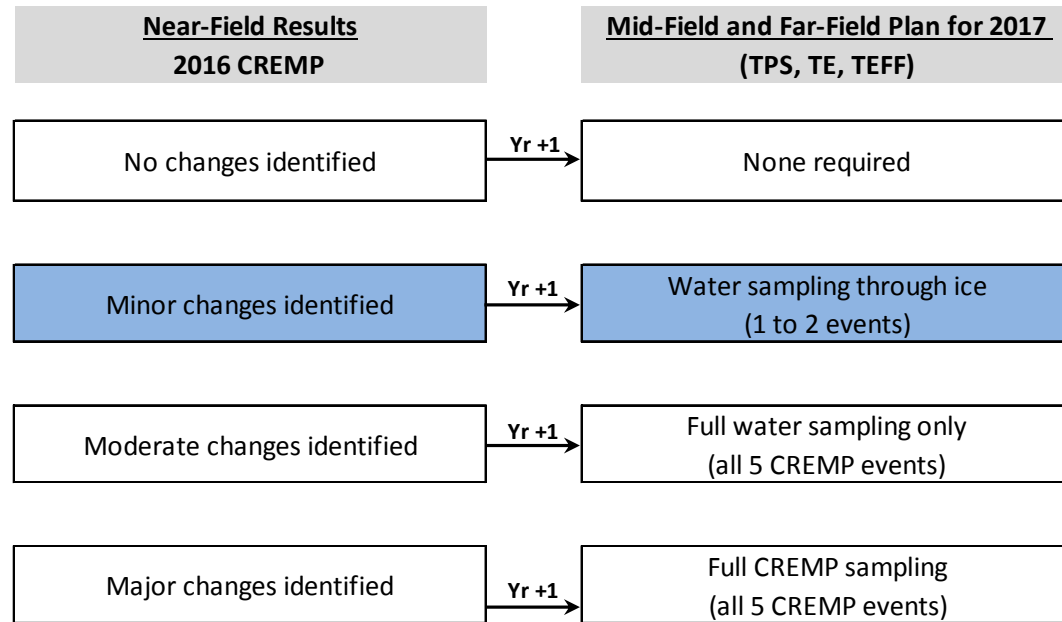 Near-Field Results
2016 CREMP
Mid-Field and Far-Field Plan for 2017
(TPS, TE, TEFF)
No changes identified
Yr +1
None required
Minor changes identified
Yr +1
Water sampling through ice
(1 to 2 events)
Moderate changes identified
Yr +1
Full water sampling only
(all 5 CREMP events)
Major changes identified
Yr +1
Full CREMP sampling
(all 5 CREMP events)